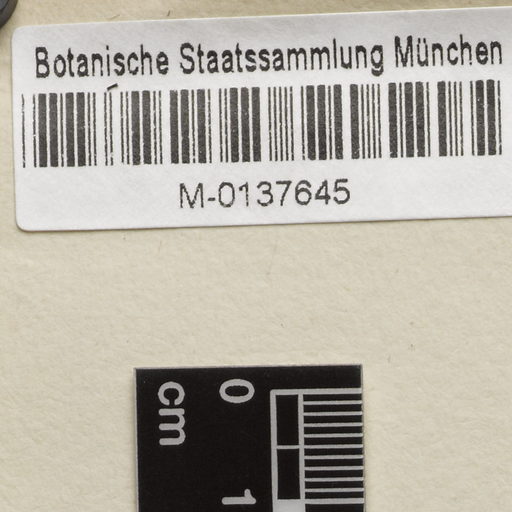 Botanische Staatssammlung München
M-0137645
cm
0
1